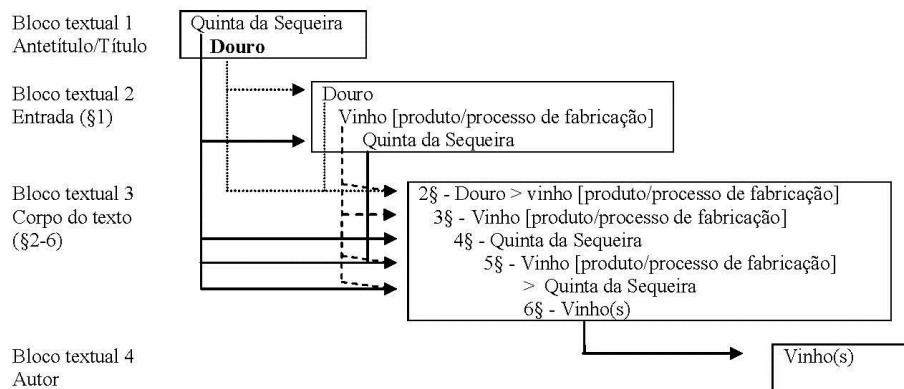 Bloco textual 1
Antetítulo/Título
Quinta da Sequeira
Douro
Bloco textual 2
Entrada (§1)
Douro
Vinho [produto/processo de fabricação]
Quinta da Sequeira
Bloco textual 3
Corpo do texto
(§2-6)
2§ - Douro > vinho [produto/processo de fabricação]
3§ - Vinho [produto/processo de fabricação]
4§ - Quinta da Sequeira
5§ - Vinho [produto/processo de fabricação]
> Quinta da Sequeira
6§ - Vinho(s)
Bloco textual 4
Autor
Vinho(s)